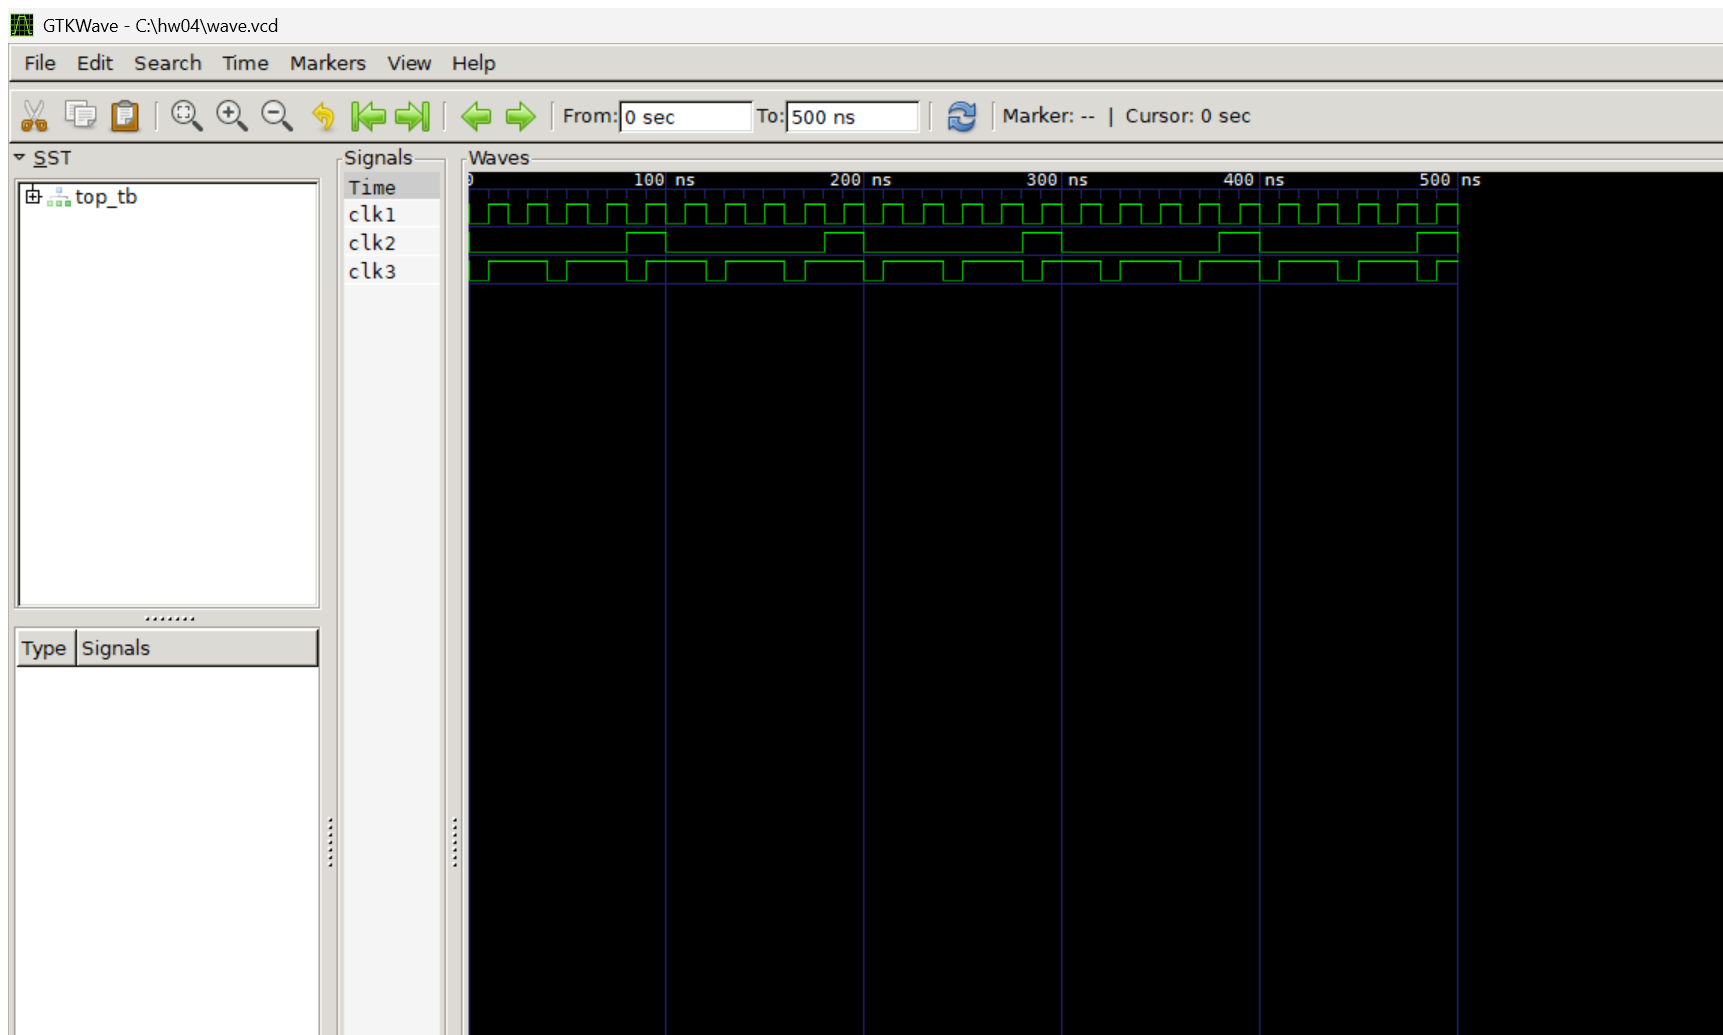 GTKWave - C:\hw04\wave.vcd
File Edit Search Time Markers View Help
From: 0 sec To: 500 ns Marker: -- | Cursor: 0 sec
SST
top_tb
Type Signals
Signals
Time
clk1
clk2
clk3
Waves
0 100 ns 200 ns 300 ns 400 ns 500 ns